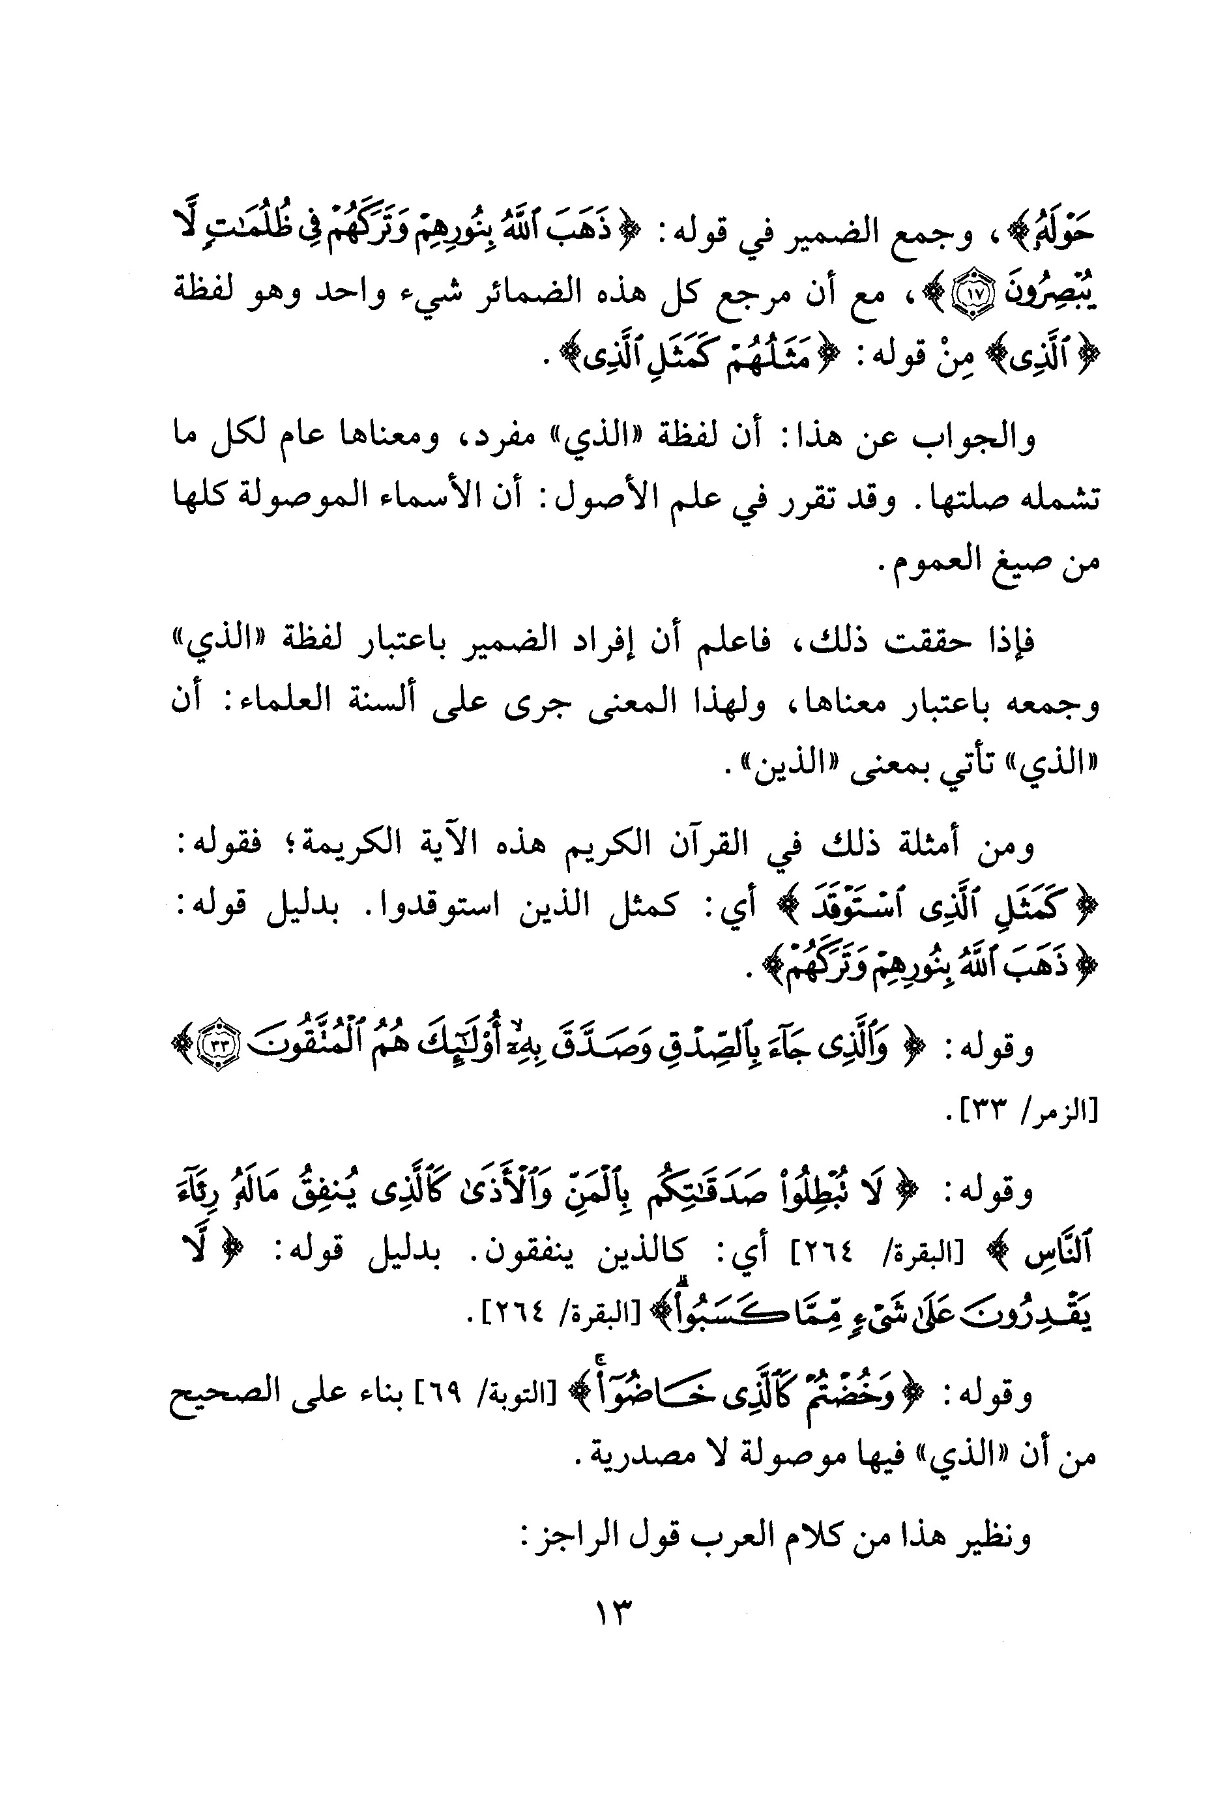 حَوْلَهُۥ﴾، وجمع الضمير في قوله: ﴿ذَهَبَ ٱللَّهُ بِنُورِهِمْ وَتَرَكَهُمْ فِى ظُلُمَـٰتٍ لَّا
يُبْصِرُونَ ١٧﴾، مع أن مرجع كل هذه الضمائر شيء واحد وهو لفظة
﴿ٱلَّذِى﴾ مِنْ قوله: ﴿مَثَلُهُمْ كَمَثَلِ ٱلَّذِى﴾.
والجواب عن هذا: أن لفظة «الذي» مفرد، ومعناها عام لكل ما
تشمله صلتها. وقد تقرر في علم الأصول: أن الأسماء الموصولة كلها
من صيغ العموم.
فإذا حققت ذلك، فاعلم أن إفراد الضمير باعتبار لفظة «الذي»
وجمعه باعتبار معناها، ولهذا المعنى جرى على ألسنة العلماء: أن
«الذي» تأتي بمعنى «الذين».
ومن أمثلة ذلك في القرآن الكريم هذه الآية الكريمة؛ فقوله:
﴿كَمَثَلِ ٱلَّذِى ٱسْتَوْقَدَ﴾ أي: كمثل الذين استوقدوا. بدليل قوله:
﴿ذَهَبَ ٱللَّهُ بِنُورِهِمْ وَتَرَكَهُمْ﴾.
وقوله: ﴿وَٱلَّذِى جَآءَ بِٱلصِّدْقِ وَصَدَّقَ بِهِۦٓ أُو۟لَـٰٓئِكَ هُمُ ٱلْمُتَّقُونَ ٣٣﴾
[الزمر/ ٣٣].
وقوله: ﴿لَا تُبْطِلُوا۟ صَدَقَـٰتِكُم بِٱلْمَنِّ وَٱلْأَذَىٰ كَٱلَّذِى يُنفِقُ مَالَهُۥ رِئَآءَ
ٱلنَّاسِ﴾ [البقرة/ ٢٦٤] أي: كالذين ينفقون. بدليل قوله: ﴿لَّا
يَقْدِرُونَ عَلَىٰ شَىْءٍ مِّمَّا كَسَبُوا۟ۗ﴾ [البقرة/ ٢٦٤].
وقوله: ﴿وَخُضْتُمْ كَٱلَّذِى خَاضُوٓا۟ۚ﴾ [التوبة/ ٦٩] بناء على الصحيح
من أن «الذي» فيها موصولة لا مصدرية.
ونظير هذا من كلام العرب قول الراجز:
١٣